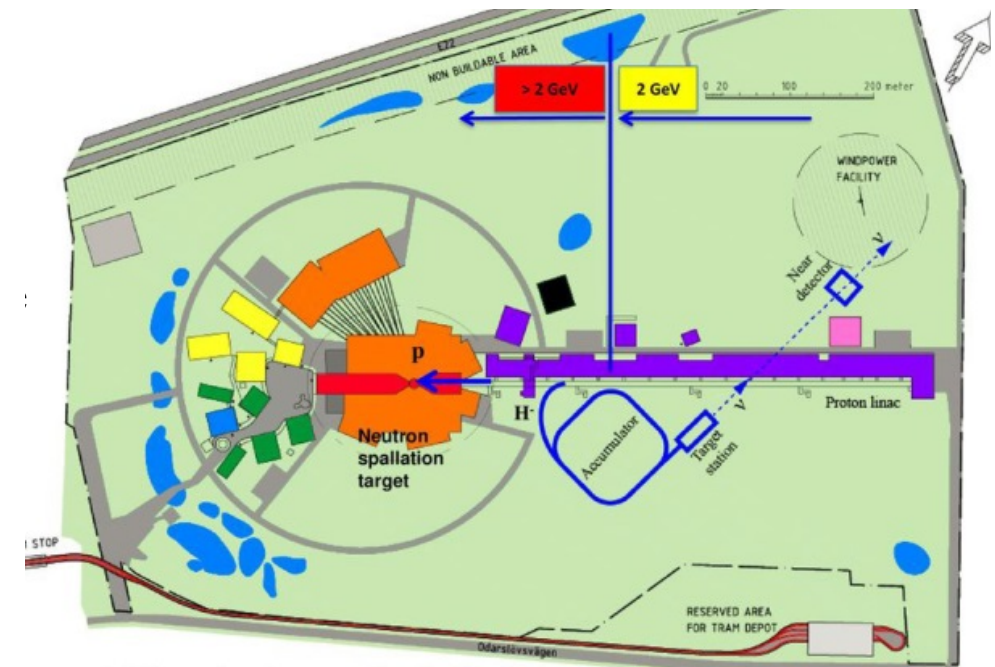 E22
NON BUILDABLE AREA
> 2 GeV
2 GeV
0 20 100 200 meter
WINDPOWER
FACILITY
ν
Near
detector
p
H-
Neutron
spallation
target
Accumulator
Target
station
ν
Proton linac
STOP
RESERVED AREA
FOR TRAM DEPOT
Odarslövsvägen